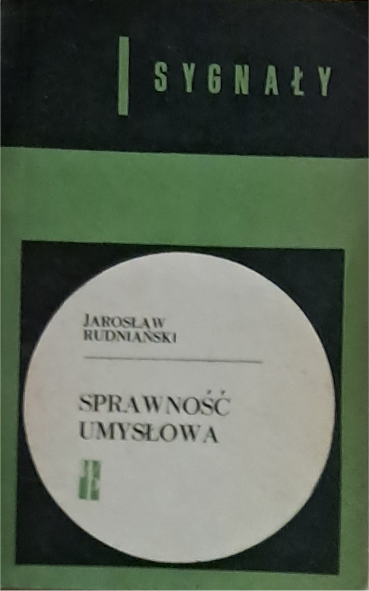 SYGNAŁY
JAROSŁAW
RUDNIAŃSKI
SPRAWNOŚĆ
UMYSŁOWA